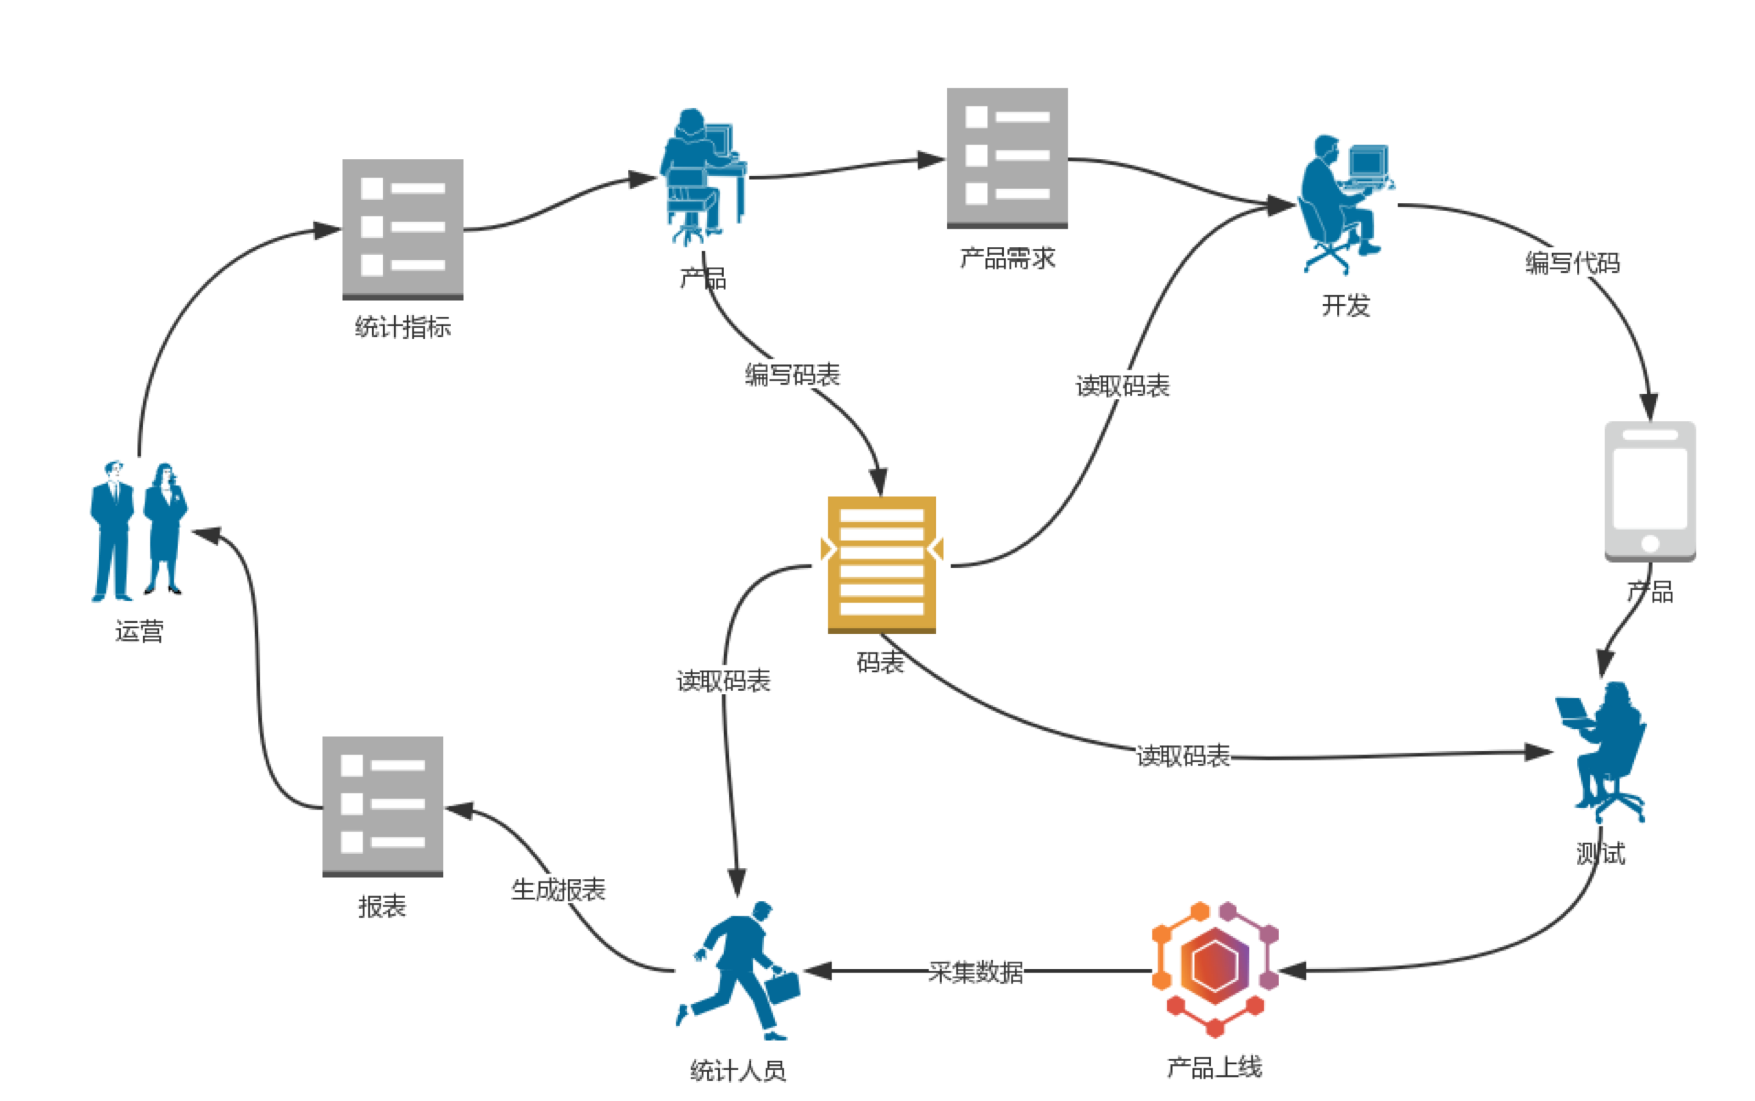 产品需求
编写代码
产品
开发
统计指标
编写码表
读取码表
产品
运营
码表
读取码表
读取码表
测试
生成报表
报表
采集数据
统计人员
产品上线